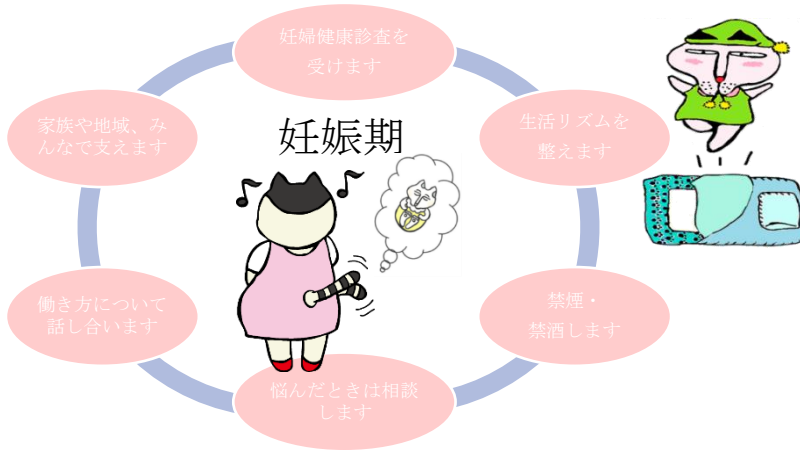 妊娠期
妊婦健康診査を
受けます
生活リズムを
整えます
禁煙・
禁酒します
悩んだときは相談
します
働き方について
話し合います
家族や地域、み
んなで支えます